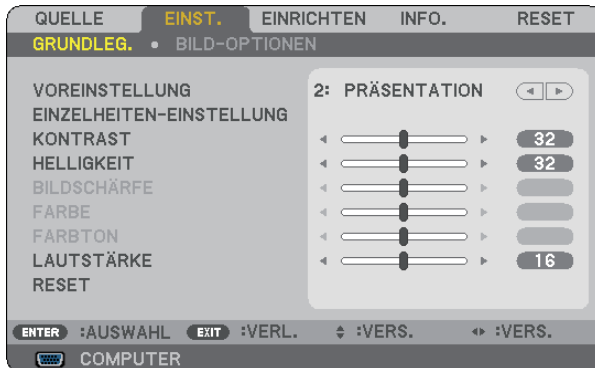 QUELLE EINST. EINRICHTEN INFO. RESET
GRUNDLEG. • BILD-OPTIONEN
VOREINSTELLUNG 2: PRÄSENTATION
EINZELHEITEN-EINSTELLUNG
KONTRAST 32
HELLIGKEIT 32
BILDSCHÄRFE
FARBE
FARBTON
LAUTSTÄRKE 16
RESET
ENTER :AUSWAHL EXIT :VERL. :VERS. :VERS.
COMPUTER